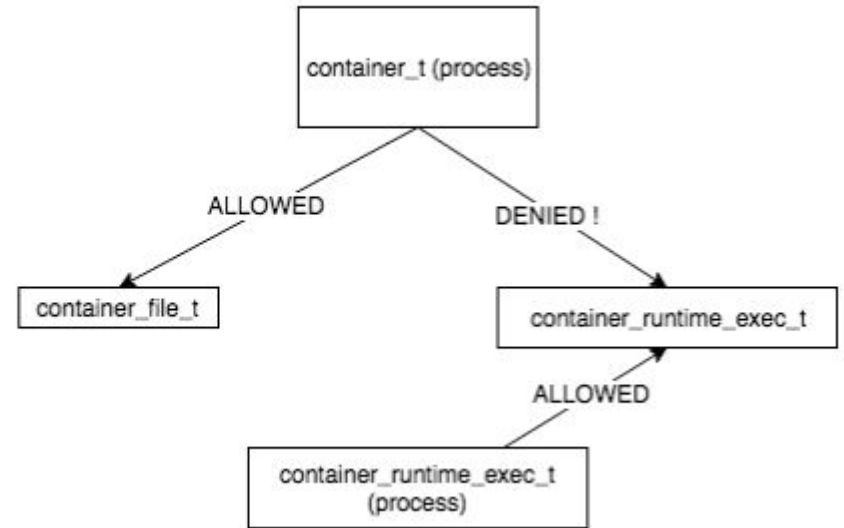 container_t (process)
ALLOWED
DENIED !
container_file_t
container_runtime_exec_t
ALLOWED
container_runtime_exec_t
(process)